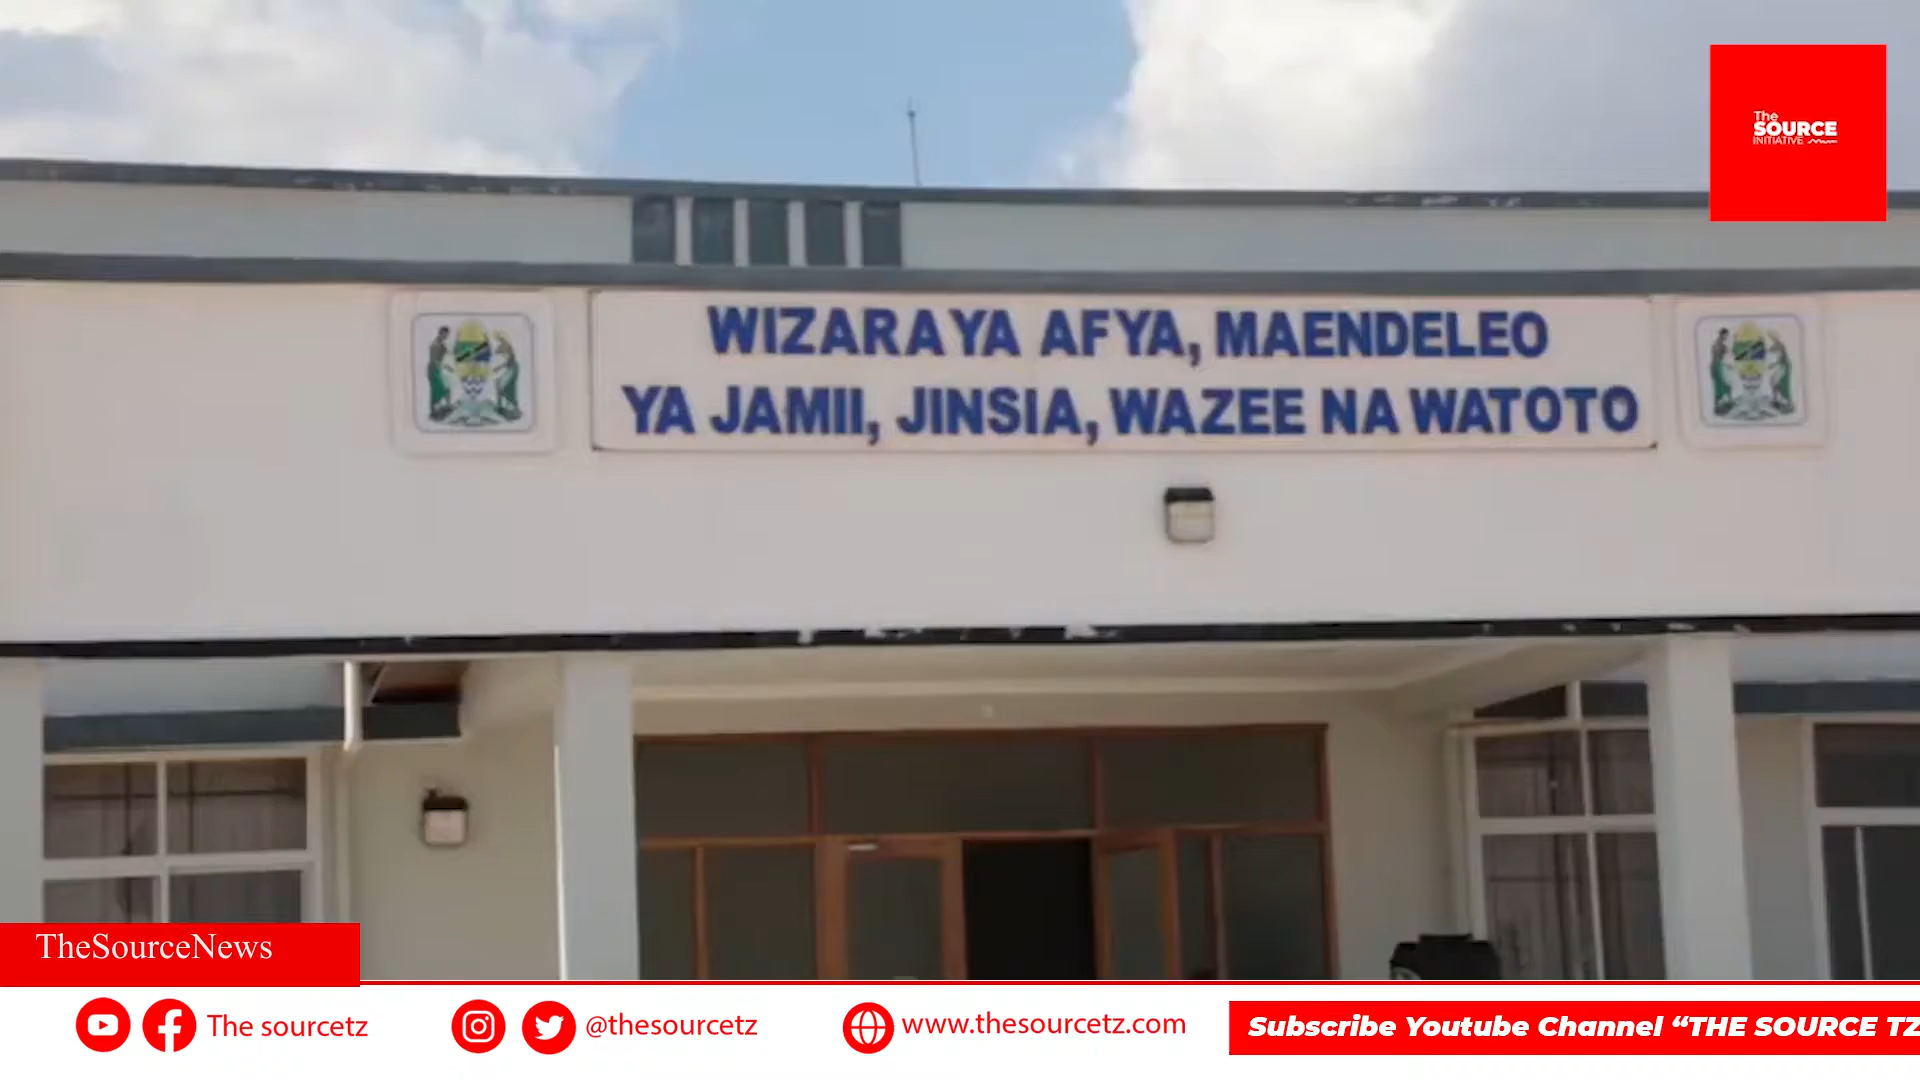 The
SOURCE
INITIATIVE
WIZARA YA AFYA, MAENDELEO
YA JAMII, JINSIA, WAZEE NA WATOTO
TheSourceNews
The sourcetz
@thesourcetz
www.thesourcetz.com
Subscribe Youtube Channel “THE SOURCE TZ